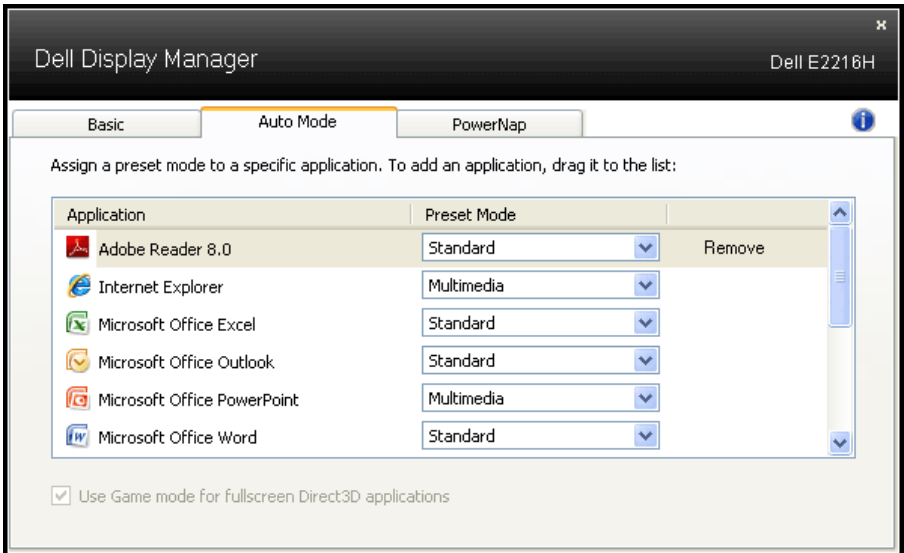 x
Dell Display Manager
Dell E2216H
Basic
Auto Mode
PowerNap
Assign a preset mode to a specific application. To add an application, drag it to the list:
Application Preset Mode
Adobe Reader 8.0 Standard Remove
Internet Explorer Multimedia
Microsoft Office Excel Standard
Microsoft Office Outlook Standard
Microsoft Office PowerPoint Multimedia
Microsoft Office Word Standard
Use Game mode for fullscreen Direct3D applications